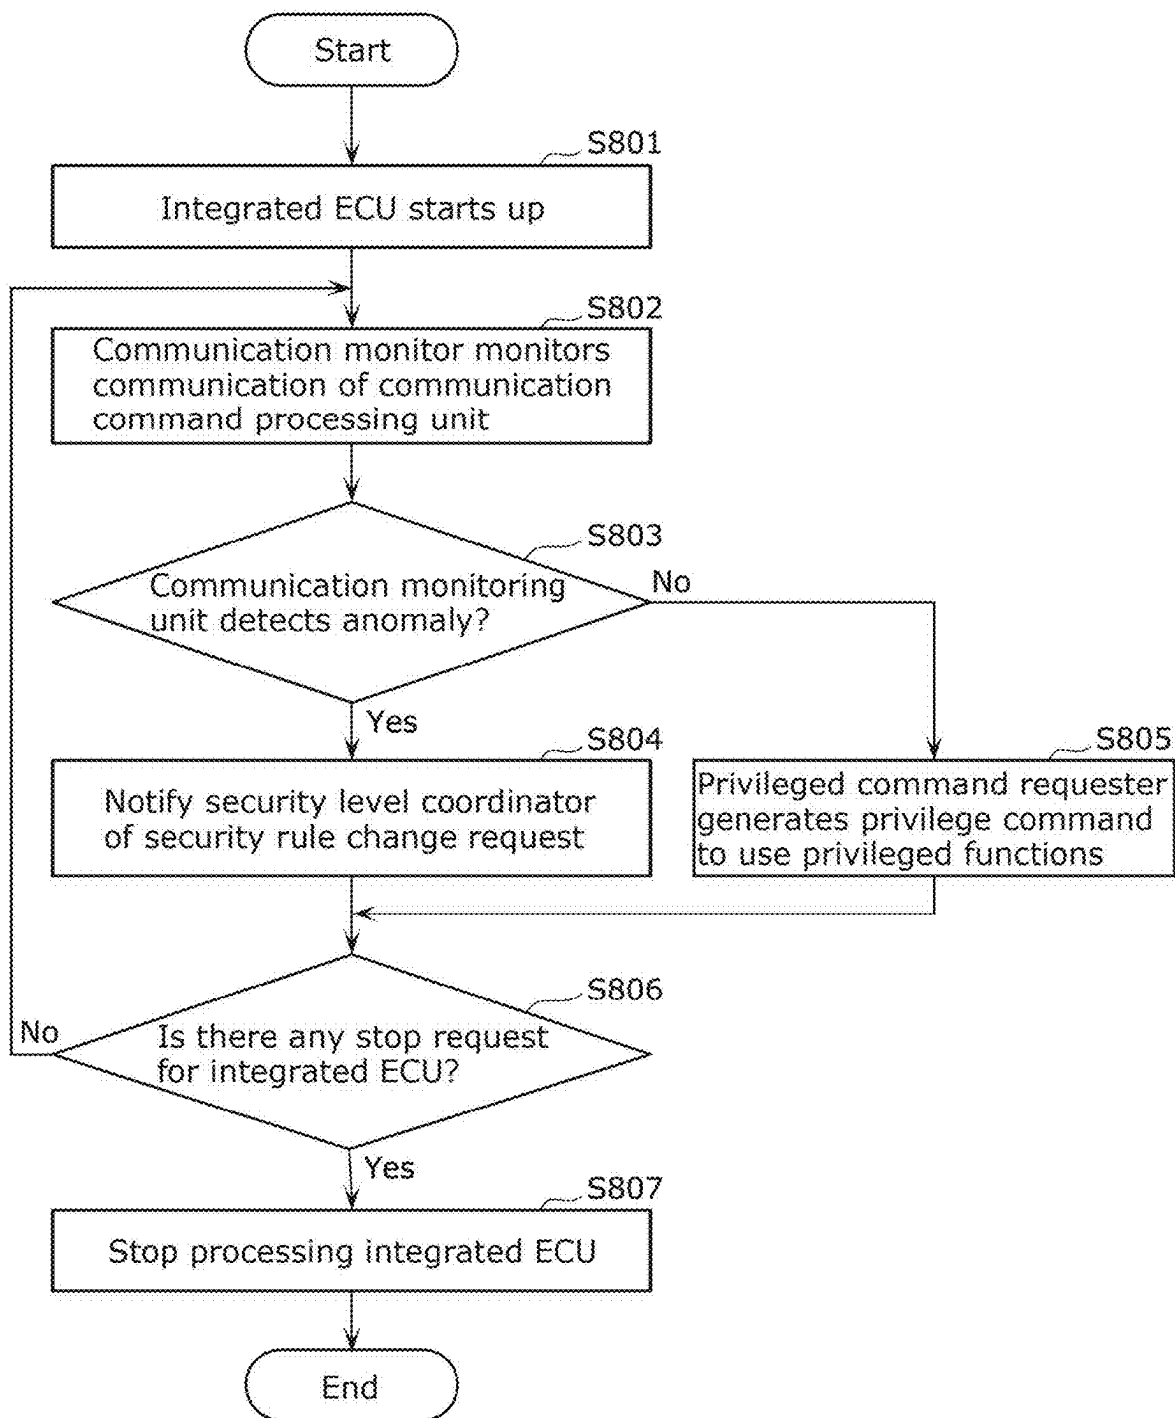 Start
S801
Integrated ECU starts up
S802
Communication monitor monitors
communication of communication
command processing unit
S803
Communication monitoring
unit detects anomaly?
No
Yes
S804
Notify security level coordinator
of security rule change request
S805
Privileged command requester
generates privilege command
to use privileged functions
S806
Is there any stop request
for integrated ECU?
No
Yes
S807
Stop processing integrated ECU
End